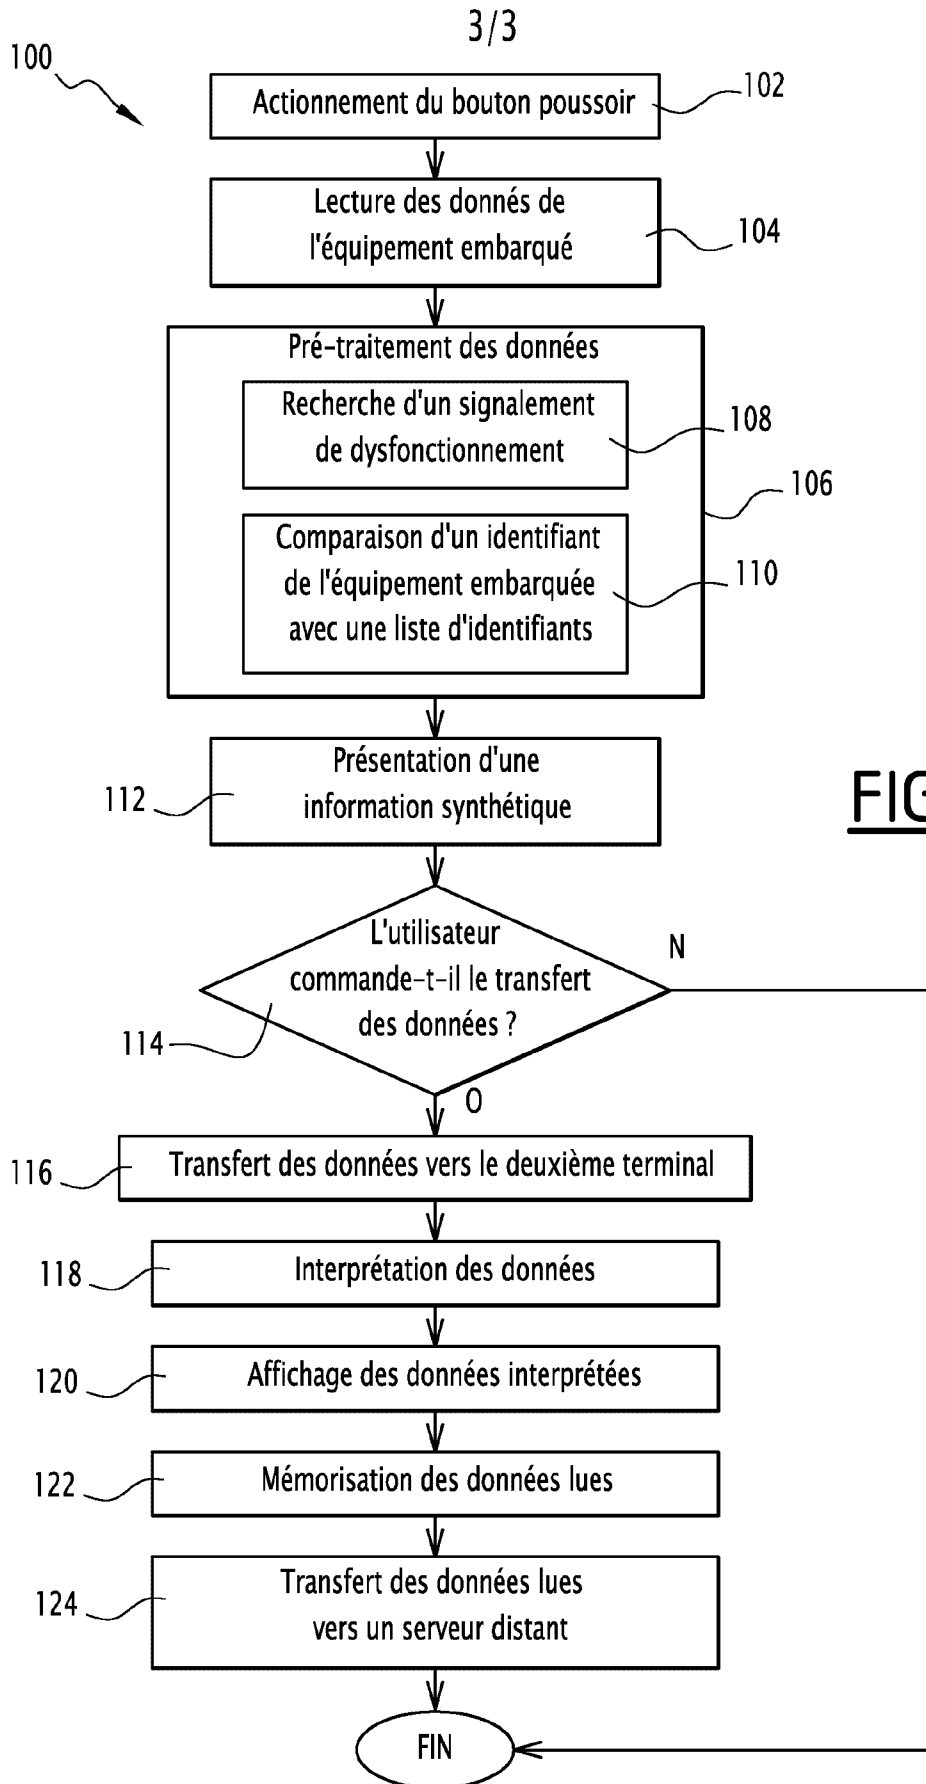 3/3
100
Actionnement du bouton poussoir
102
Lecture des donnés de
l'équipement embarqué
104
Pré-traitement des données
Recherche d'un signalement
de dysfonctionnement
108
106
Comparaison d'un identifiant
de l'équipement embarquée
avec une liste d'identifiants
110
Présentation d'une
information synthétique
112
FIG
L'utilisateur
commande-t-il le transfert
des données ?
N
114
O
116
Transfert des données vers le deuxième terminal
118
Interprétation des données
120
Affichage des données interprétées
122
Mémorisation des données lues
124
Transfert des données lues
vers un serveur distant
FIN